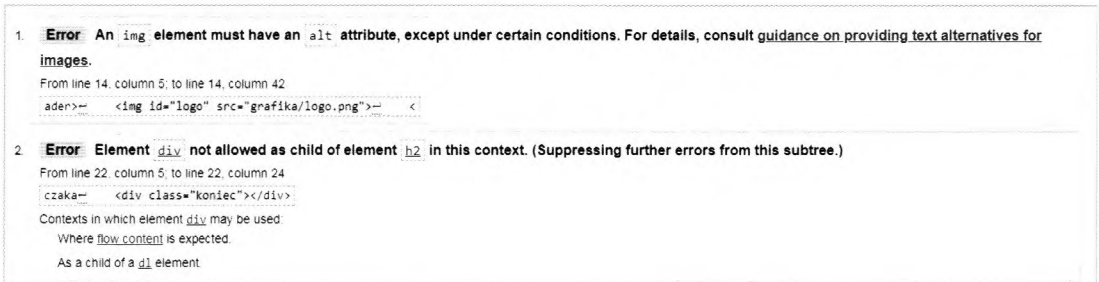 1. Error An img element must have an alt attribute, except under certain conditions. For details, consult guidance on providing text alternatives for
images.
From line 14, column 5; to line 14, column 42
ader>↩ <img id="logo" src="grafika/logo.png">↩ <
2. Error Element div not allowed as child of element h2 in this context. (Suppressing further errors from this subtree.)
From line 22, column 5; to line 22, column 24
czaka↩ <div class="koniec"></div>
Contexts in which element div may be used:
Where flow content is expected.
As a child of a dl element.